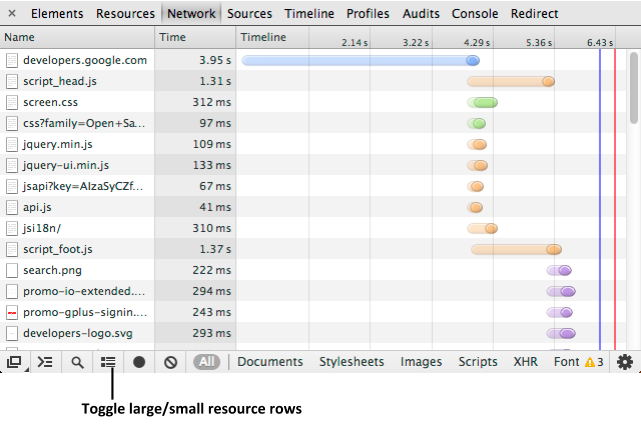 × Elements Resources Network Sources Timeline Profiles Audits Console Redirect
Name Time Timeline
2.14 s 3.22 s 4.29 s 5.36 s 6.43 s
developers.google.com 3.95 s
script_head.js 1.31 s
screen.css 312 ms
css?family=Open+Sa... 97 ms
jquery.min.js 109 ms
jquery-ui.min.js 133 ms
jsapi?key=AIzaSyCZf... 67 ms
api.js 41 ms
jsi18n/ 310 ms
script_foot.js 1.37 s
search.png 222 ms
promo-io-extended.... 294 ms
promo-gplus-signin.... 243 ms
developers-logo.svg 293 ms
All Documents Stylesheets Images Scripts XHR Font 3
Toggle large/small resource rows